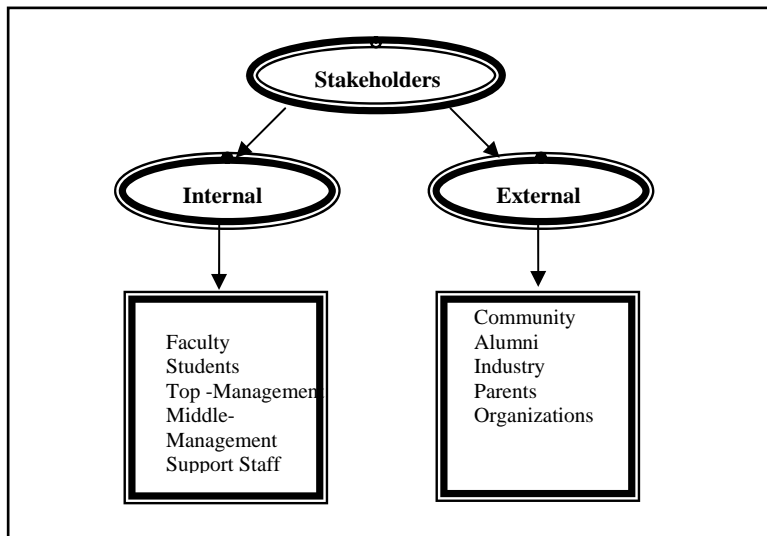 Stakeholders
Internal
External
Faculty
Students
Top -Management
Middle-
Management
Support Staff
Community
Alumni
Industry
Parents
Organizations